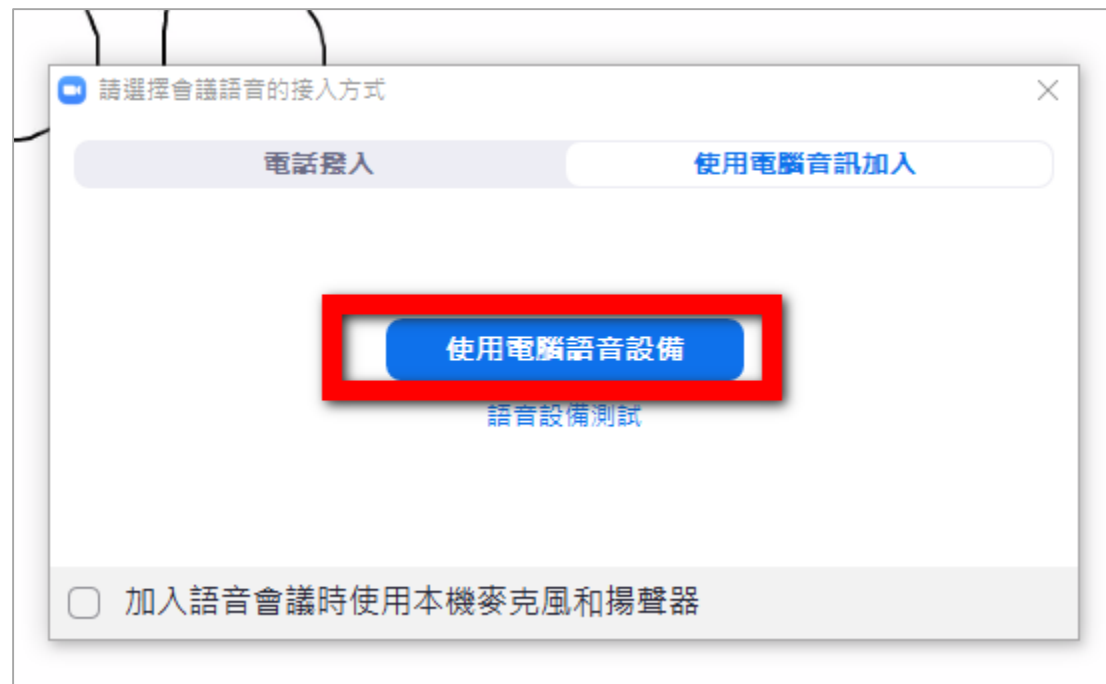 請選擇會議語音的接入方式
電話撥入
使用電腦音訊加入
使用電腦語音設備
語音設備測試
加入語音會議時使用本機麥克風和揚聲器